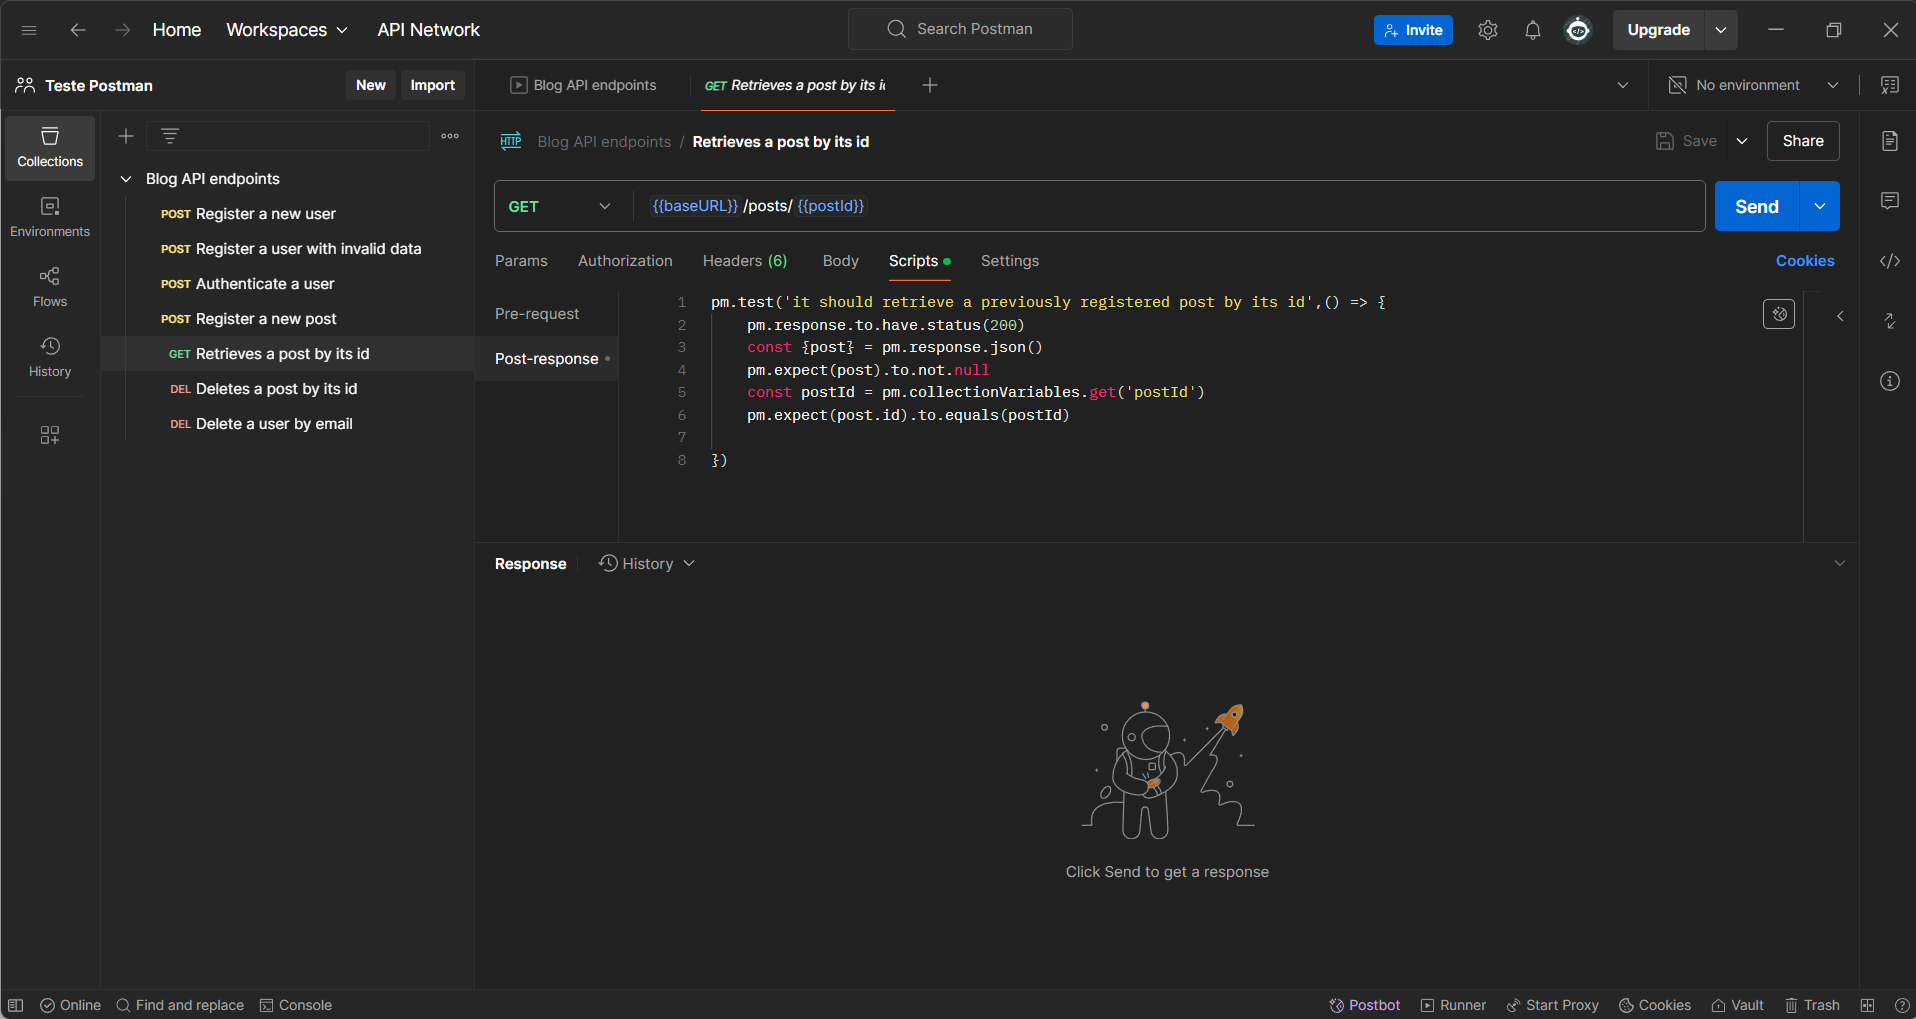 Home
Workspaces
API Network
Search Postman
Invite
Upgrade
Teste Postman
New
Import
Blog API endpoints
GET Retrieves a post by its i
No environment
Collections
Environments
Flows
History
Blog API endpoints
POST Register a new user
POST Register a user with invalid data
POST Authenticate a user
POST Register a new post
GET Retrieves a post by its id
DEL Deletes a post by its id
DEL Delete a user by email
HTTP Blog API endpoints / Retrieves a post by its id
Save
Share
GET
{{baseURL}} /posts/ {{postId}}
Send
Params
Authorization
Headers (6)
Body
Scripts
Settings
Cookies
Pre-request
Post-response
1 pm.test('it should retrieve a previously registered post by its id',() => {
2 pm.response.to.have.status(200)
3 const {post} = pm.response.json()
4 pm.expect(post).to.not.null
5 const postId = pm.collectionVariables.get('postId')
6 pm.expect(post.id).to.equals(postId)
7
8 })
Response
History
Click Send to get a response
Online
Find and replace
Console
Postbot
Runner
Start Proxy
Cookies
Vault
Trash